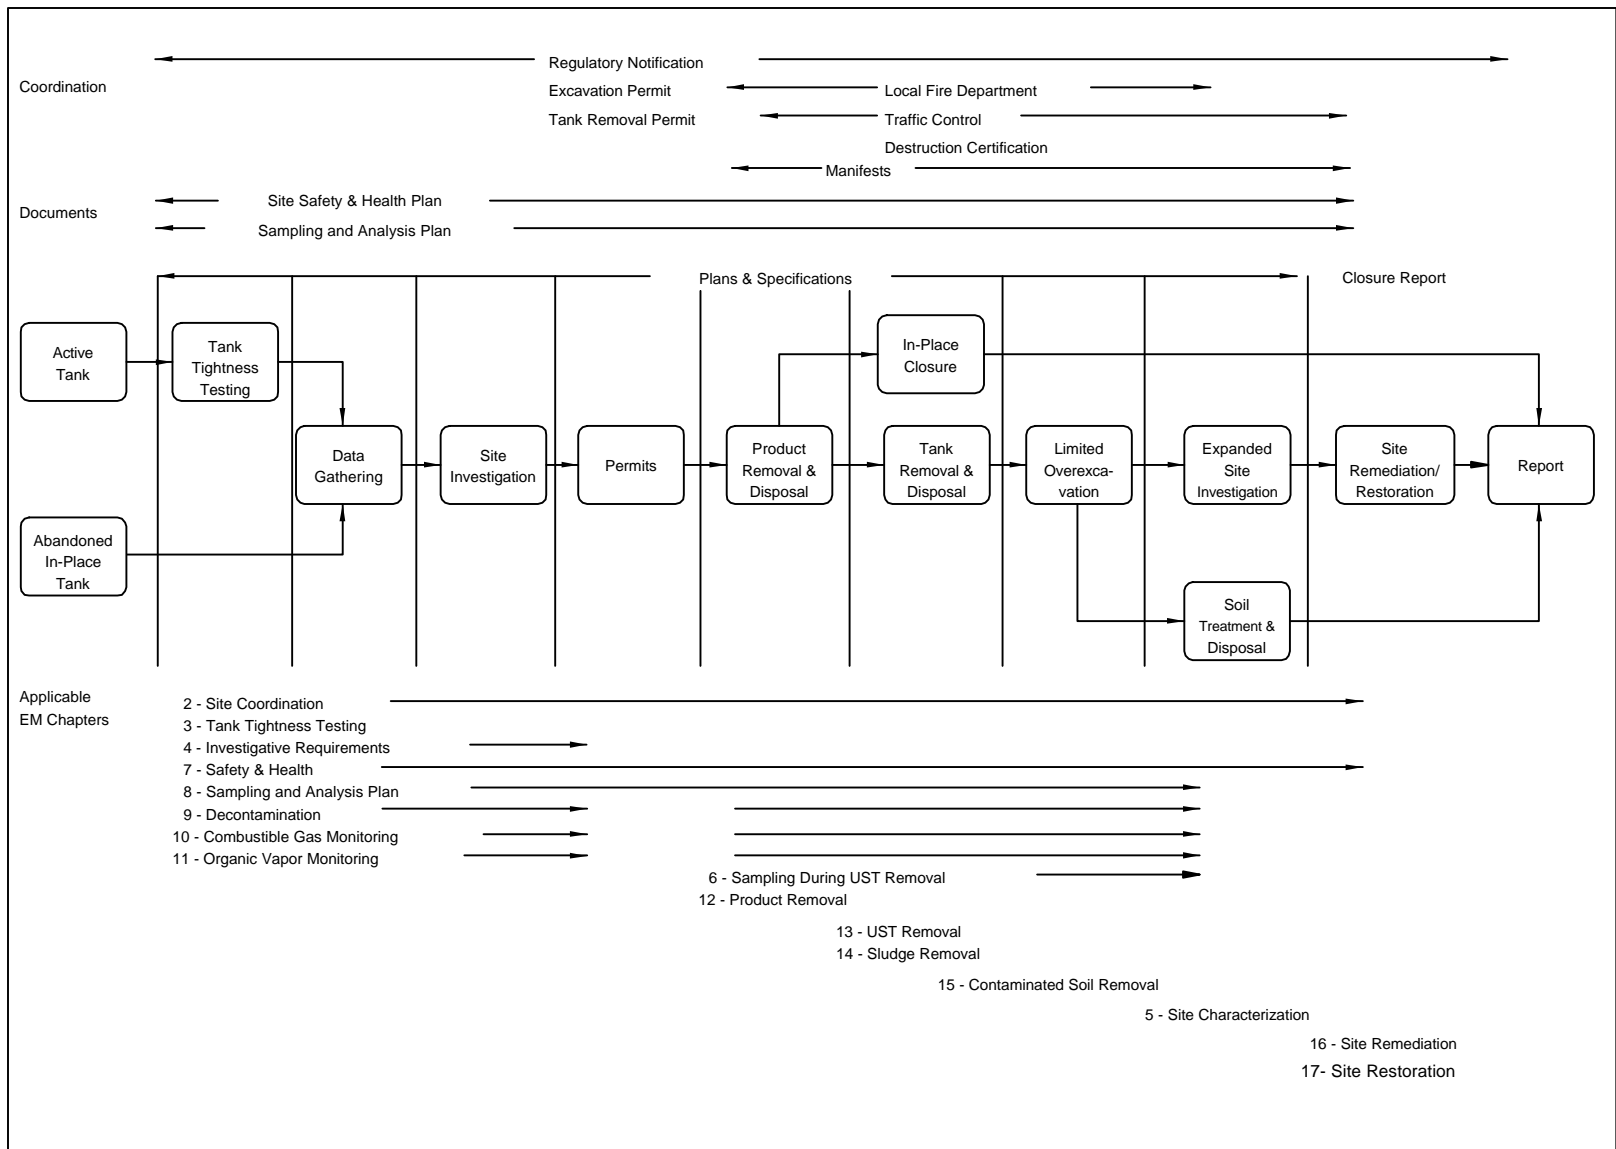 Regulatory Notification
Coordination
Excavation Permit
Local Fire Department
Tank Removal Permit
Traffic Control
Destruction Certification
Manifests
Site Safety & Health Plan
Documents
Sampling and Analysis Plan
Plans & Specifications
Closure Report
Active
Tank
Tank
Tightness
Testing
In-Place
Closure
Data
Gathering
Site
Investigation
Permits
Product
Removal &
Disposal
Tank
Removal &
Disposal
Limited
Overexca-
vation
Expanded
Site
Investigation
Site
Remediation/
Restoration
Report
Abandoned
In-Place
Tank
Soil
Treatment &
Disposal
Applicable
EM Chapters
2 - Site Coordination
3 - Tank Tightness Testing
4 - Investigative Requirements
7 - Safety & Health
8 - Sampling and Analysis Plan
9 - Decontamination
10 - Combustible Gas Monitoring
11 - Organic Vapor Monitoring
6 - Sampling During UST Removal
12 - Product Removal
13 - UST Removal
14 - Sludge Removal
15 - Contaminated Soil Removal
5 - Site Characterization
16 - Site Remediation
17- Site Restoration